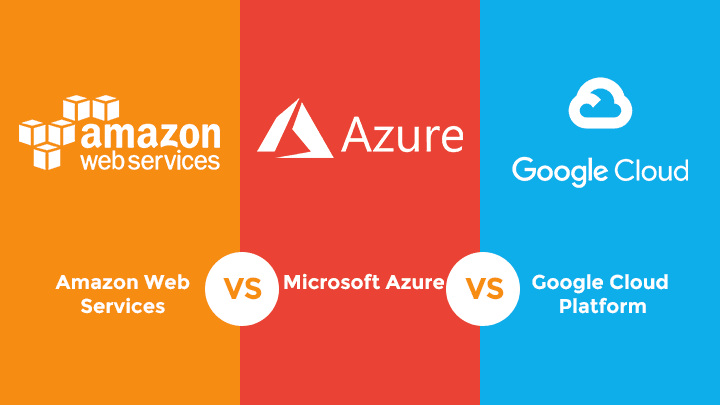 amazon
web services
Azure
Google Cloud
Amazon Web
Services
VS
Microsoft Azure
VS
Google Cloud
Platform